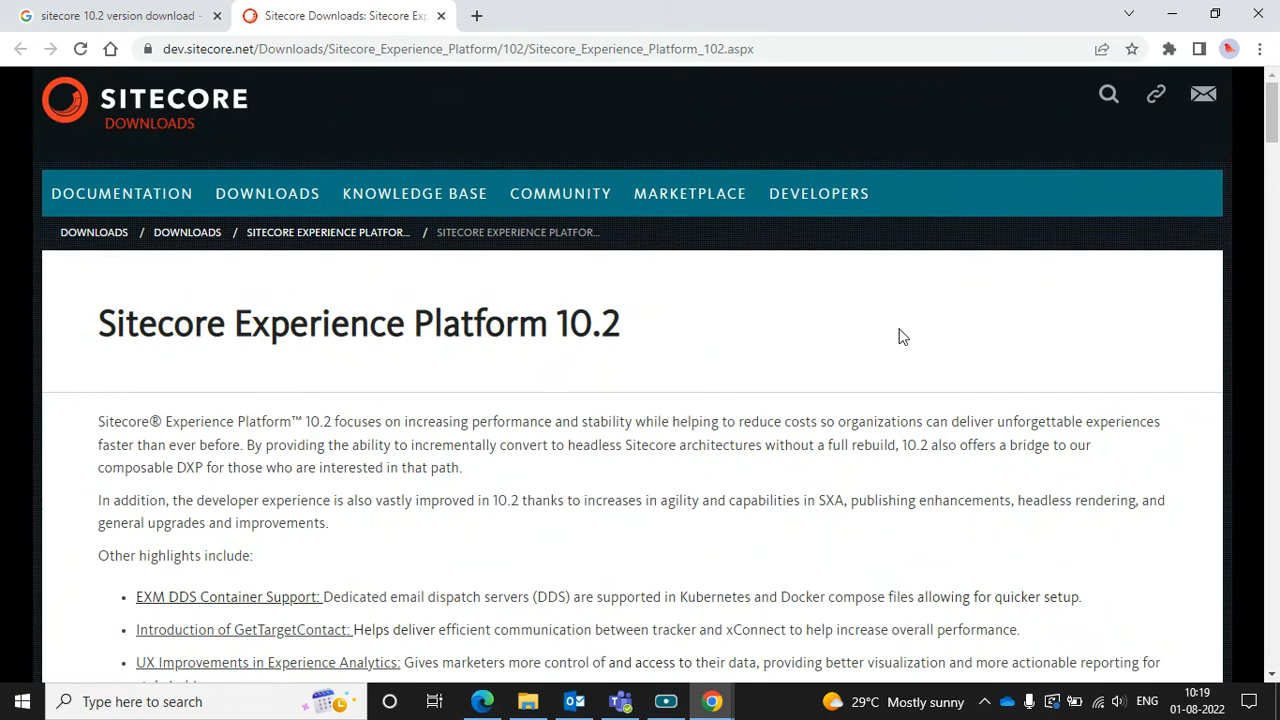 sitecore 10.2 version download -
Sitecore Downloads: Sitecore Exp
dev.sitecore.net/Downloads/Sitecore_Experience_Platform/102/Sitecore_Experience_Platform_102.aspx
SITECORE
DOWNLOADS
DOCUMENTATION DOWNLOADS KNOWLEDGE BASE COMMUNITY MARKETPLACE DEVELOPERS
DOWNLOADS / DOWNLOADS / SITECORE EXPERIENCE PLATFOR... / SITECORE EXPERIENCE PLATFOR...
Sitecore Experience Platform 10.2
Sitecore® Experience Platform™ 10.2 focuses on increasing performance and stability while helping to reduce costs so organizations can deliver unforgettable experiences
faster than ever before. By providing the ability to incrementally convert to headless Sitecore architectures without a full rebuild, 10.2 also offers a bridge to our
composable DXP for those who are interested in that path.
In addition, the developer experience is also vastly improved in 10.2 thanks to increases in agility and capabilities in SXA, publishing enhancements, headless rendering, and
general upgrades and improvements.
Other highlights include:
• EXM DDS Container Support: Dedicated email dispatch servers (DDS) are supported in Kubernetes and Docker compose files allowing for quicker setup.
• Introduction of GetTargetContact: Helps deliver efficient communication between tracker and xConnect to help increase overall performance.
• UX Improvements in Experience Analytics: Gives marketers more control of and access to their data, providing better visualization and more actionable reporting for
Type here to search
29°C Mostly sunny
ENG
10:19
01-08-2022